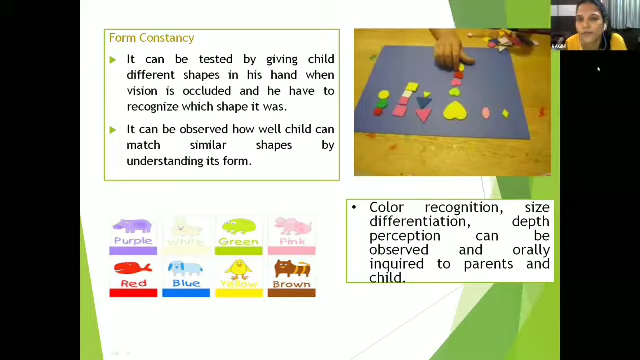 Form Constancy
It can be tested by giving child
different shapes in his hand when
vision is occluded and he have to
recognize which shape it was.
It can be observed how well child can
match similar shapes by
understanding its form.
Purple White Green Pink
Red Blue Yellow Brown
• Color recognition, size
differentiation, depth
perception can be
observed and orally
inquired to parents and
child.